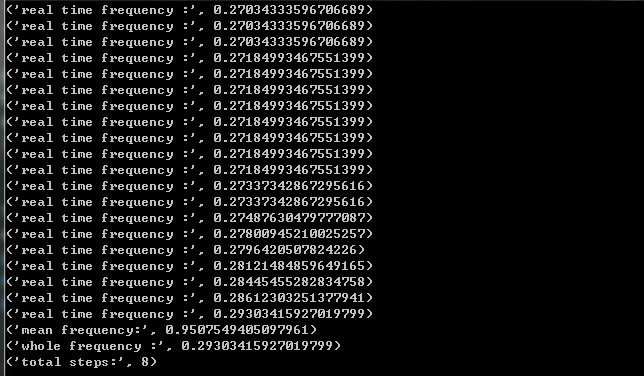 ('real time frequency :', 0.27034333596706689)
('real time frequency :', 0.27034333596706689)
('real time frequency :', 0.27034333596706689)
('real time frequency :', 0.27184993467551399)
('real time frequency :', 0.27184993467551399)
('real time frequency :', 0.27184993467551399)
('real time frequency :', 0.27184993467551399)
('real time frequency :', 0.27184993467551399)
('real time frequency :', 0.27184993467551399)
('real time frequency :', 0.27184993467551399)
('real time frequency :', 0.27184993467551399)
('real time frequency :', 0.27337342867295616)
('real time frequency :', 0.27337342867295616)
('real time frequency :', 0.27487630479777087)
('real time frequency :', 0.27800945210025257)
('real time frequency :', 0.2796420507824226)
('real time frequency :', 0.28121484859649165)
('real time frequency :', 0.28445455282834758)
('real time frequency :', 0.28612303251377941)
('real time frequency :', 0.29303415927019799)
('mean frequency:', 0.9507549405097961)
('whole frequency :', 0.29303415927019799)
('total steps:', 8)